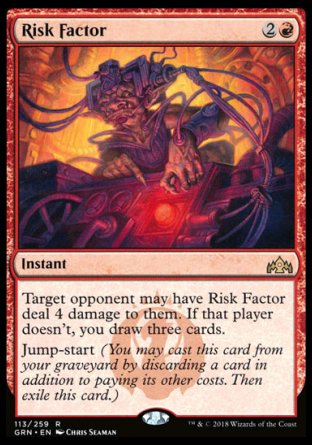 Risk Factor 2
Instant
Target opponent may have Risk Factor
deal 4 damage to them. If that player
doesn't, you draw three cards.
Jump-start (You may cast this card from
your graveyard by discarding a card in
addition to paying its other costs. Then
exile this card.)
113/259 R
GRN • EN Chris Seaman
™ & © 2018 Wizards of the Coast